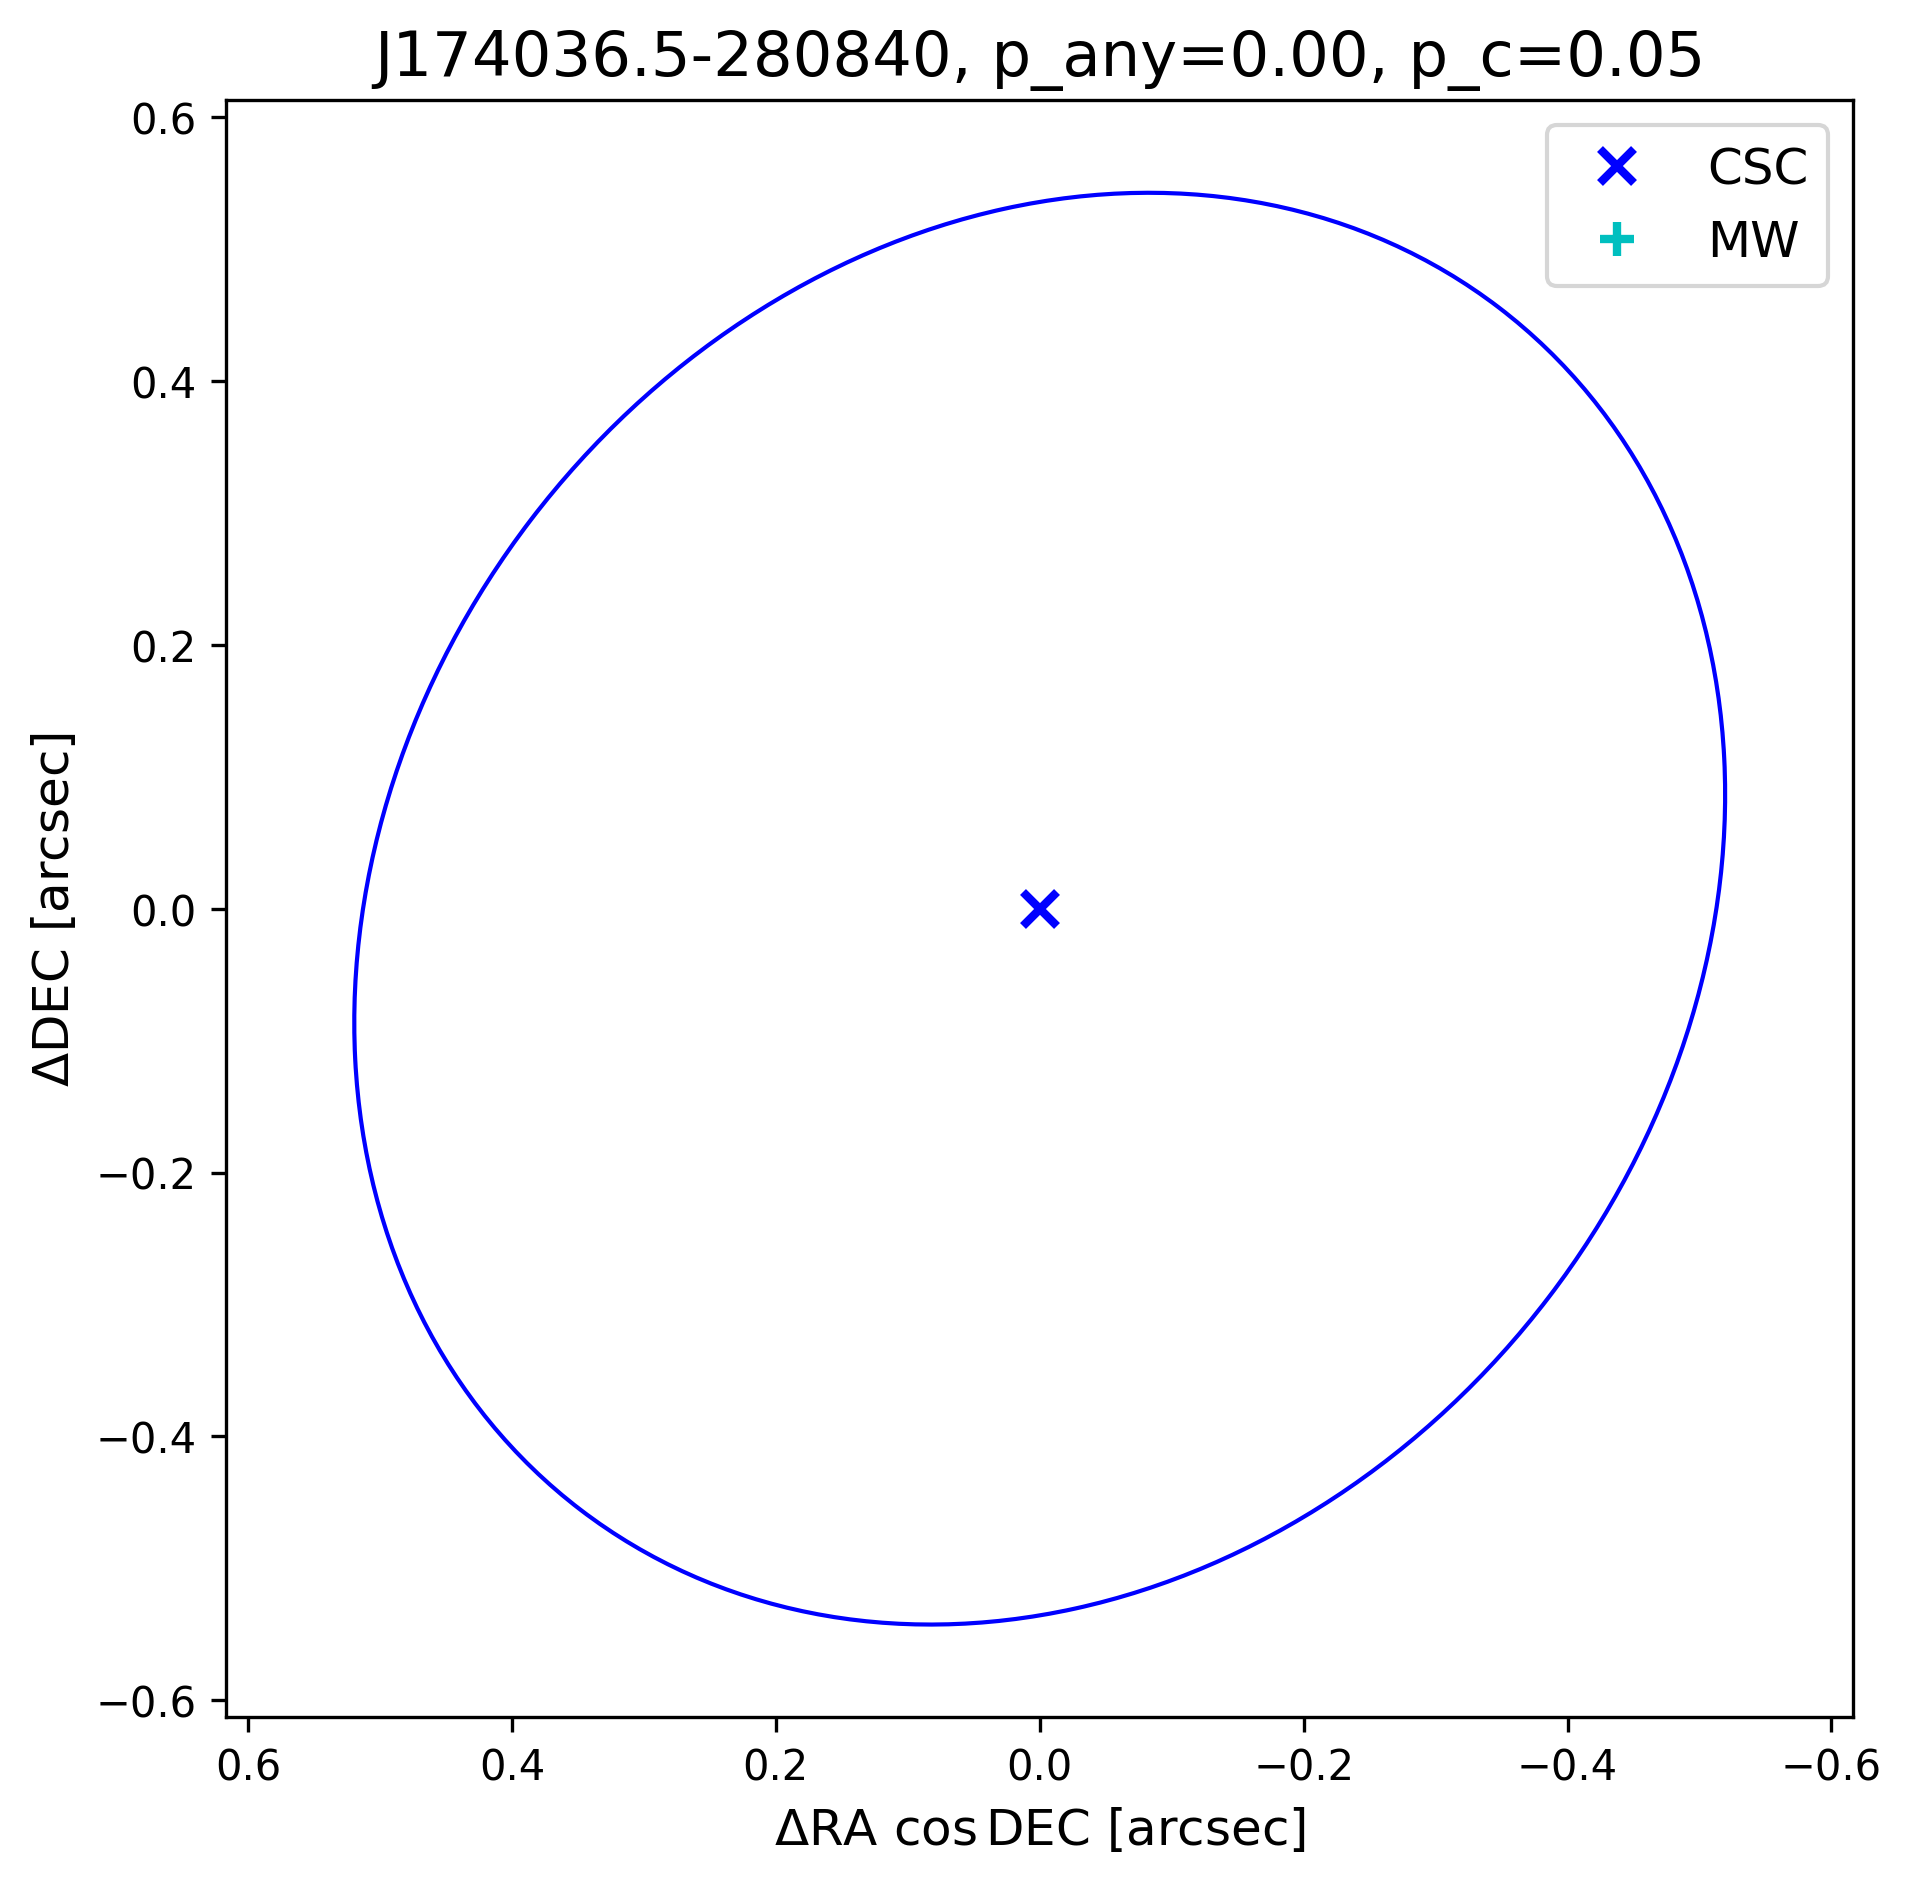 J174036.5-280840, p_any=0.00, p_c=0.05
CSC
MW
0.6
0.4
0.2
0.0
−0.2
−0.4
−0.6
ΔDEC [arcsec]
0.6 0.4 0.2 0.0 −0.2 −0.4 −0.6
ΔRA cos DEC [arcsec]